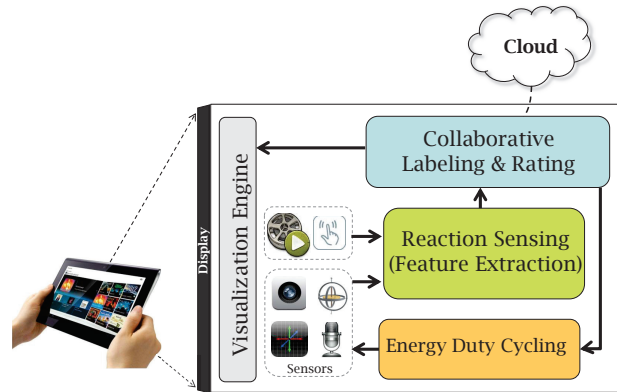 Cloud
Collaborative
Labeling & Rating
Display
Visualization Engine
Reaction Sensing
(Feature Extraction)
Energy Duty Cycling
Sensors